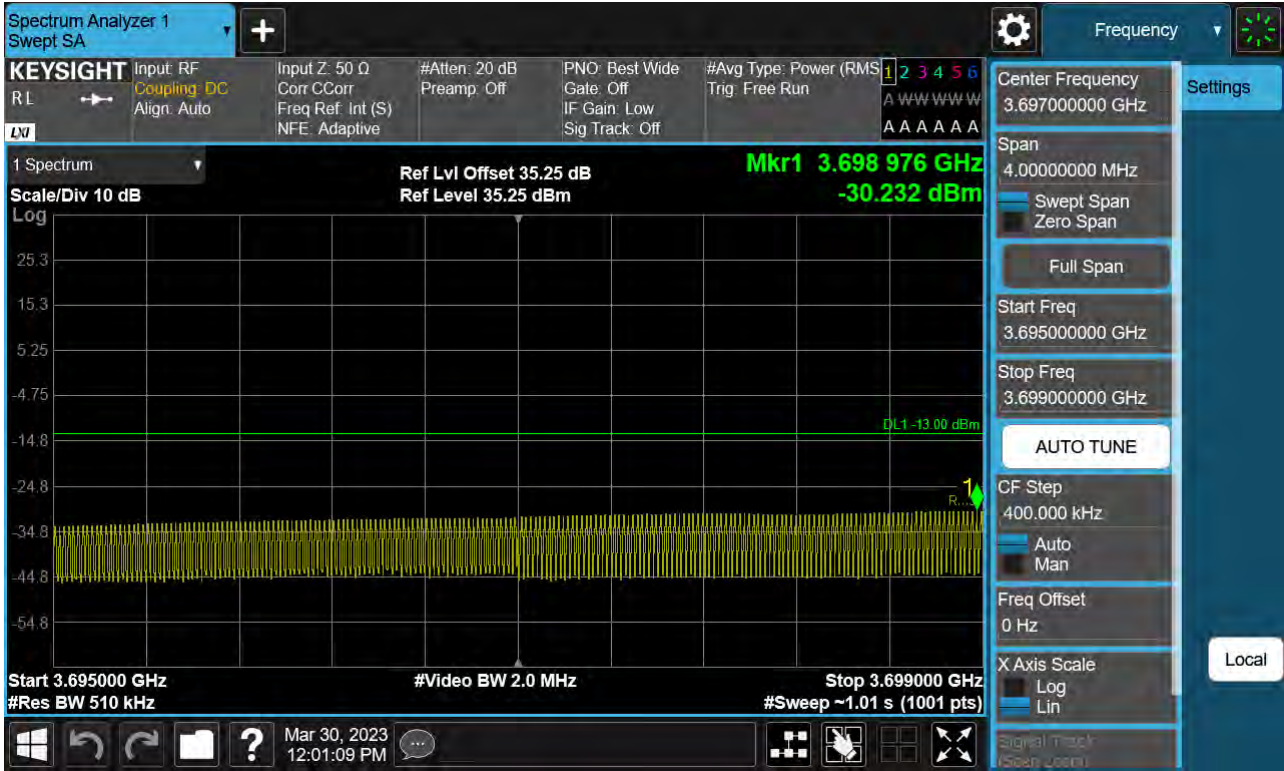 Spectrum Analyzer 1
Swept SA
Frequency
KEYSIGHT
RL
LXI
Input: RF
Coupling: DC
Align: Auto
Input Z: 50 Ω
Corr CCorr
Freq Ref: Int (S)
NFE: Adaptive
#Atten: 20 dB
Preamp: Off
PNO: Best Wide
Gate: Off
IF Gain: Low
Sig Track: Off
#Avg Type: Power (RMS
Trig: Free Run
1 2 3 4 5 6
A W W W W W
A A A A A A
1 Spectrum
Scale/Div 10 dB
Log
Ref Lvl Offset 35.25 dB
Ref Level 35.25 dBm
Mkr1 3.698 976 GHz
-30.232 dBm
25.3
15.3
5.25
-4.75
DL1 -13.00 dBm
-14.8
-24.8
1
R...
-34.8
-44.8
-54.8
Start 3.695000 GHz
#Video BW 2.0 MHz
Stop 3.699000 GHz
#Res BW 510 kHz
#Sweep ~1.01 s (1001 pts)
Center Frequency
3.697000000 GHz
Settings
Span
4.00000000 MHz
Swept Span
Zero Span
Full Span
Start Freq
3.695000000 GHz
Stop Freq
3.699000000 GHz
AUTO TUNE
CF Step
400.000 kHz
Auto
Man
Freq Offset
0 Hz
X Axis Scale
Log
Lin
Signal Track
(Span Zoom)
Local
?
Mar 30, 2023
12:01:09 PM